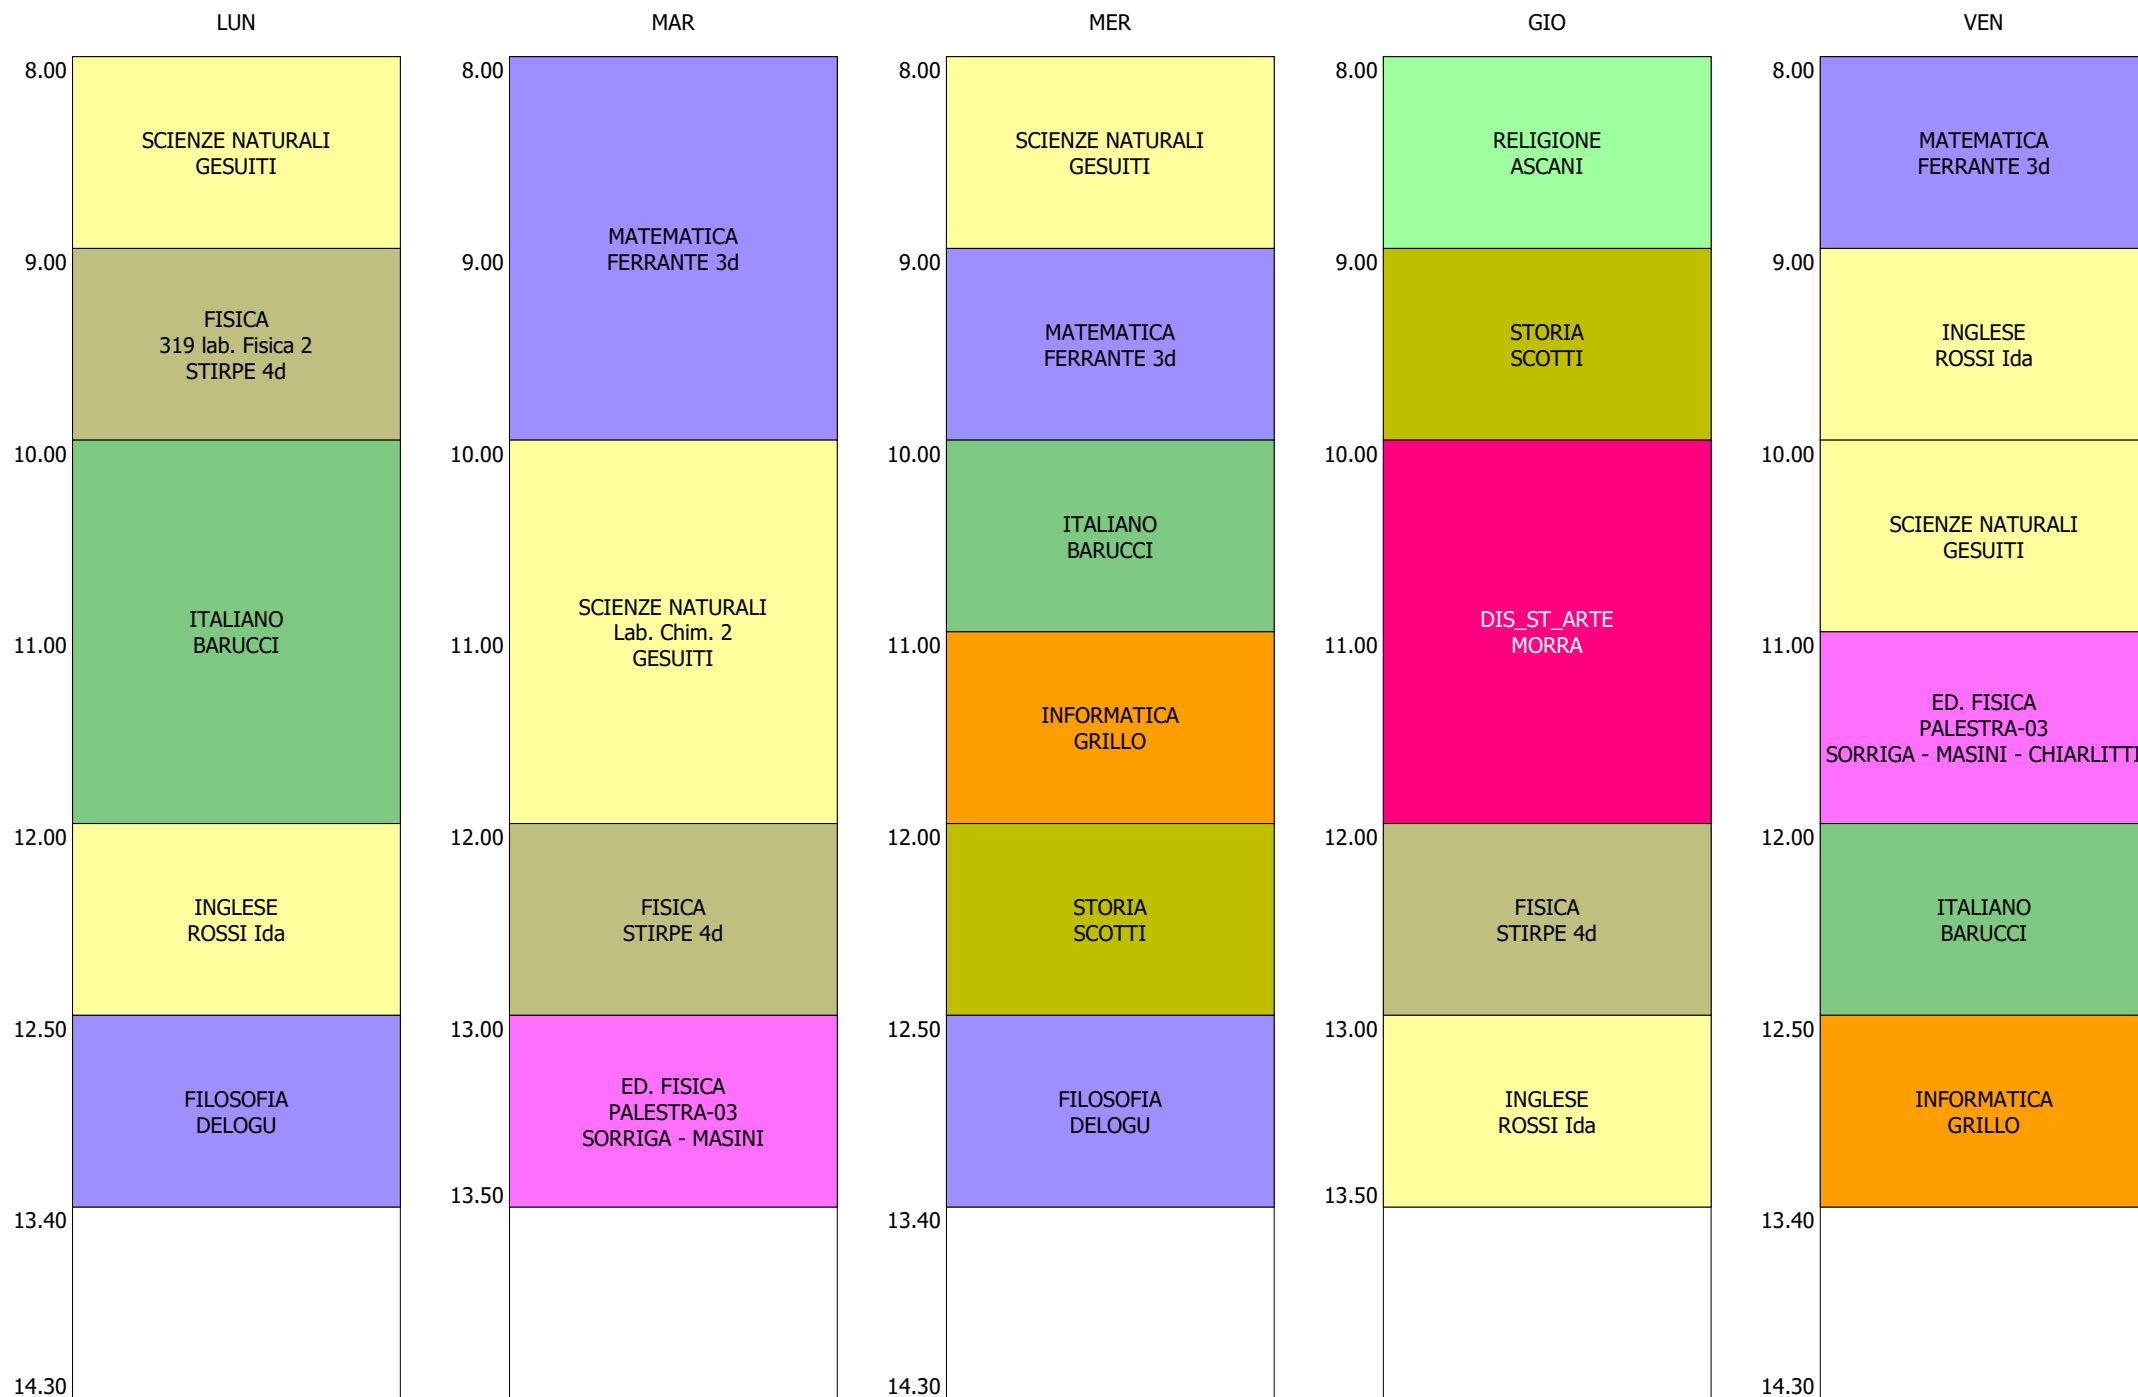 LUN
8.00
SCIENZE NATURALI
GESUITI
9.00
FISICA
319 lab. Fisica 2
STIRPE 4d
10.00
ITALIANO
BARUCCI
11.00
12.00
INGLESE
ROSSI Ida
12.50
FILOSOFIA
DELOGU
13.40
14.30
MAR
8.00
MATEMATICA
FERRANTE 3d
9.00
10.00
SCIENZE NATURALI
Lab. Chim. 2
GESUITI
11.00
12.00
FISICA
STIRPE 4d
13.00
ED. FISICA
PALESTRA-03
SORRIGA - MASINI
13.50
MER
8.00
SCIENZE NATURALI
GESUITI
9.00
MATEMATICA
FERRANTE 3d
10.00
ITALIANO
BARUCCI
11.00
INFORMATICA
GRILLO
12.00
STORIA
SCOTTI
12.50
FILOSOFIA
DELOGU
13.40
14.30
GIO
8.00
RELIGIONE
ASCANI
9.00
STORIA
SCOTTI
10.00
DIS_ST_ARTE
MORRA
11.00
12.00
FISICA
STIRPE 4d
13.00
INGLESE
ROSSI Ida
13.50
VEN
8.00
MATEMATICA
FERRANTE 3d
9.00
INGLESE
ROSSI Ida
10.00
SCIENZE NATURALI
GESUITI
11.00
ED. FISICA
PALESTRA-03
SORRIGA - MASINI - CHIARLITTI
12.00
ITALIANO
BARUCCI
12.50
INFORMATICA
GRILLO
13.40
14.30